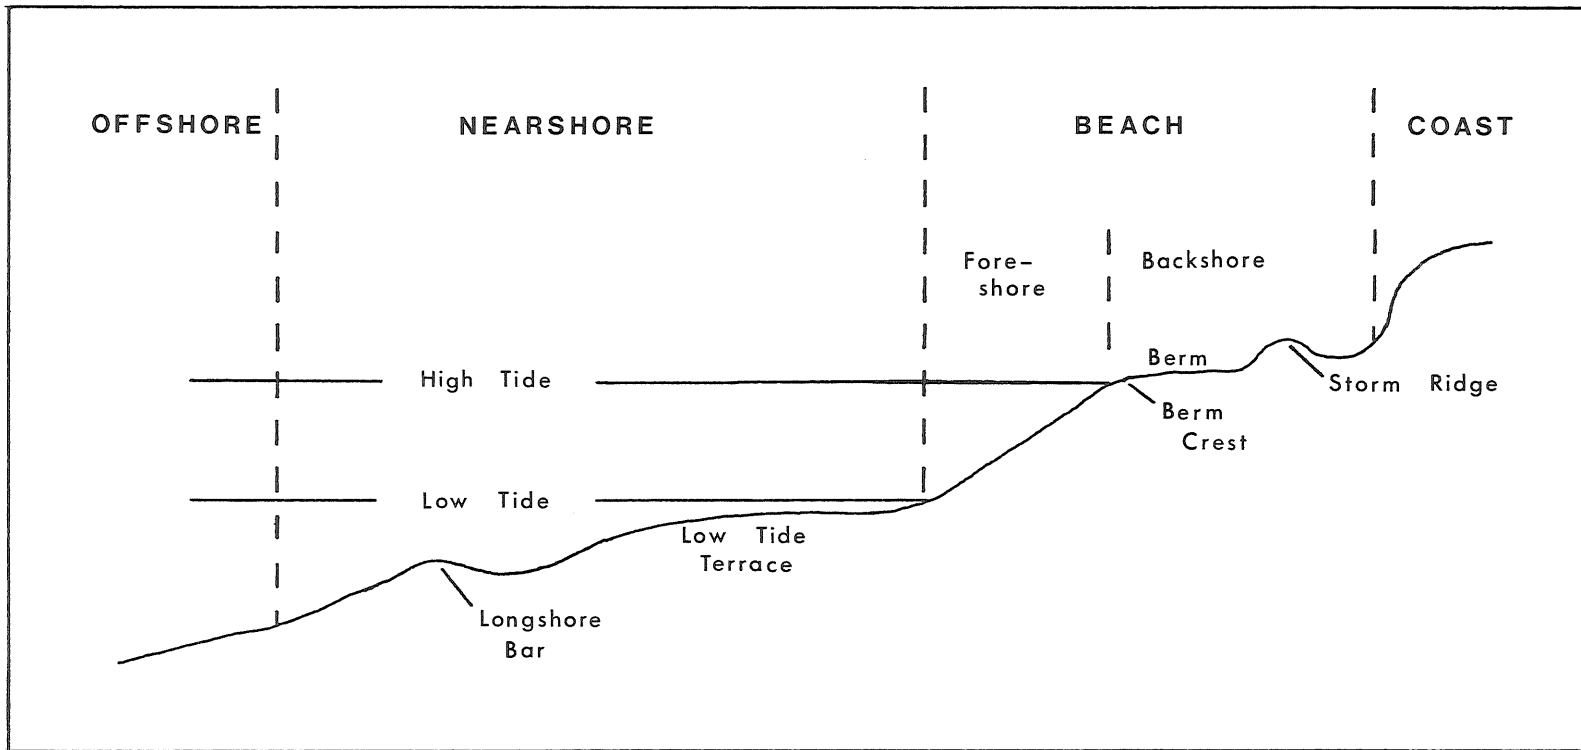 OFFSHORE
NEARSHORE
BEACH
COAST
Fore–
shore
Backshore
High Tide
Berm
Storm Ridge
Berm
Crest
Low Tide
Low Tide
Terrace
Longshore
Bar